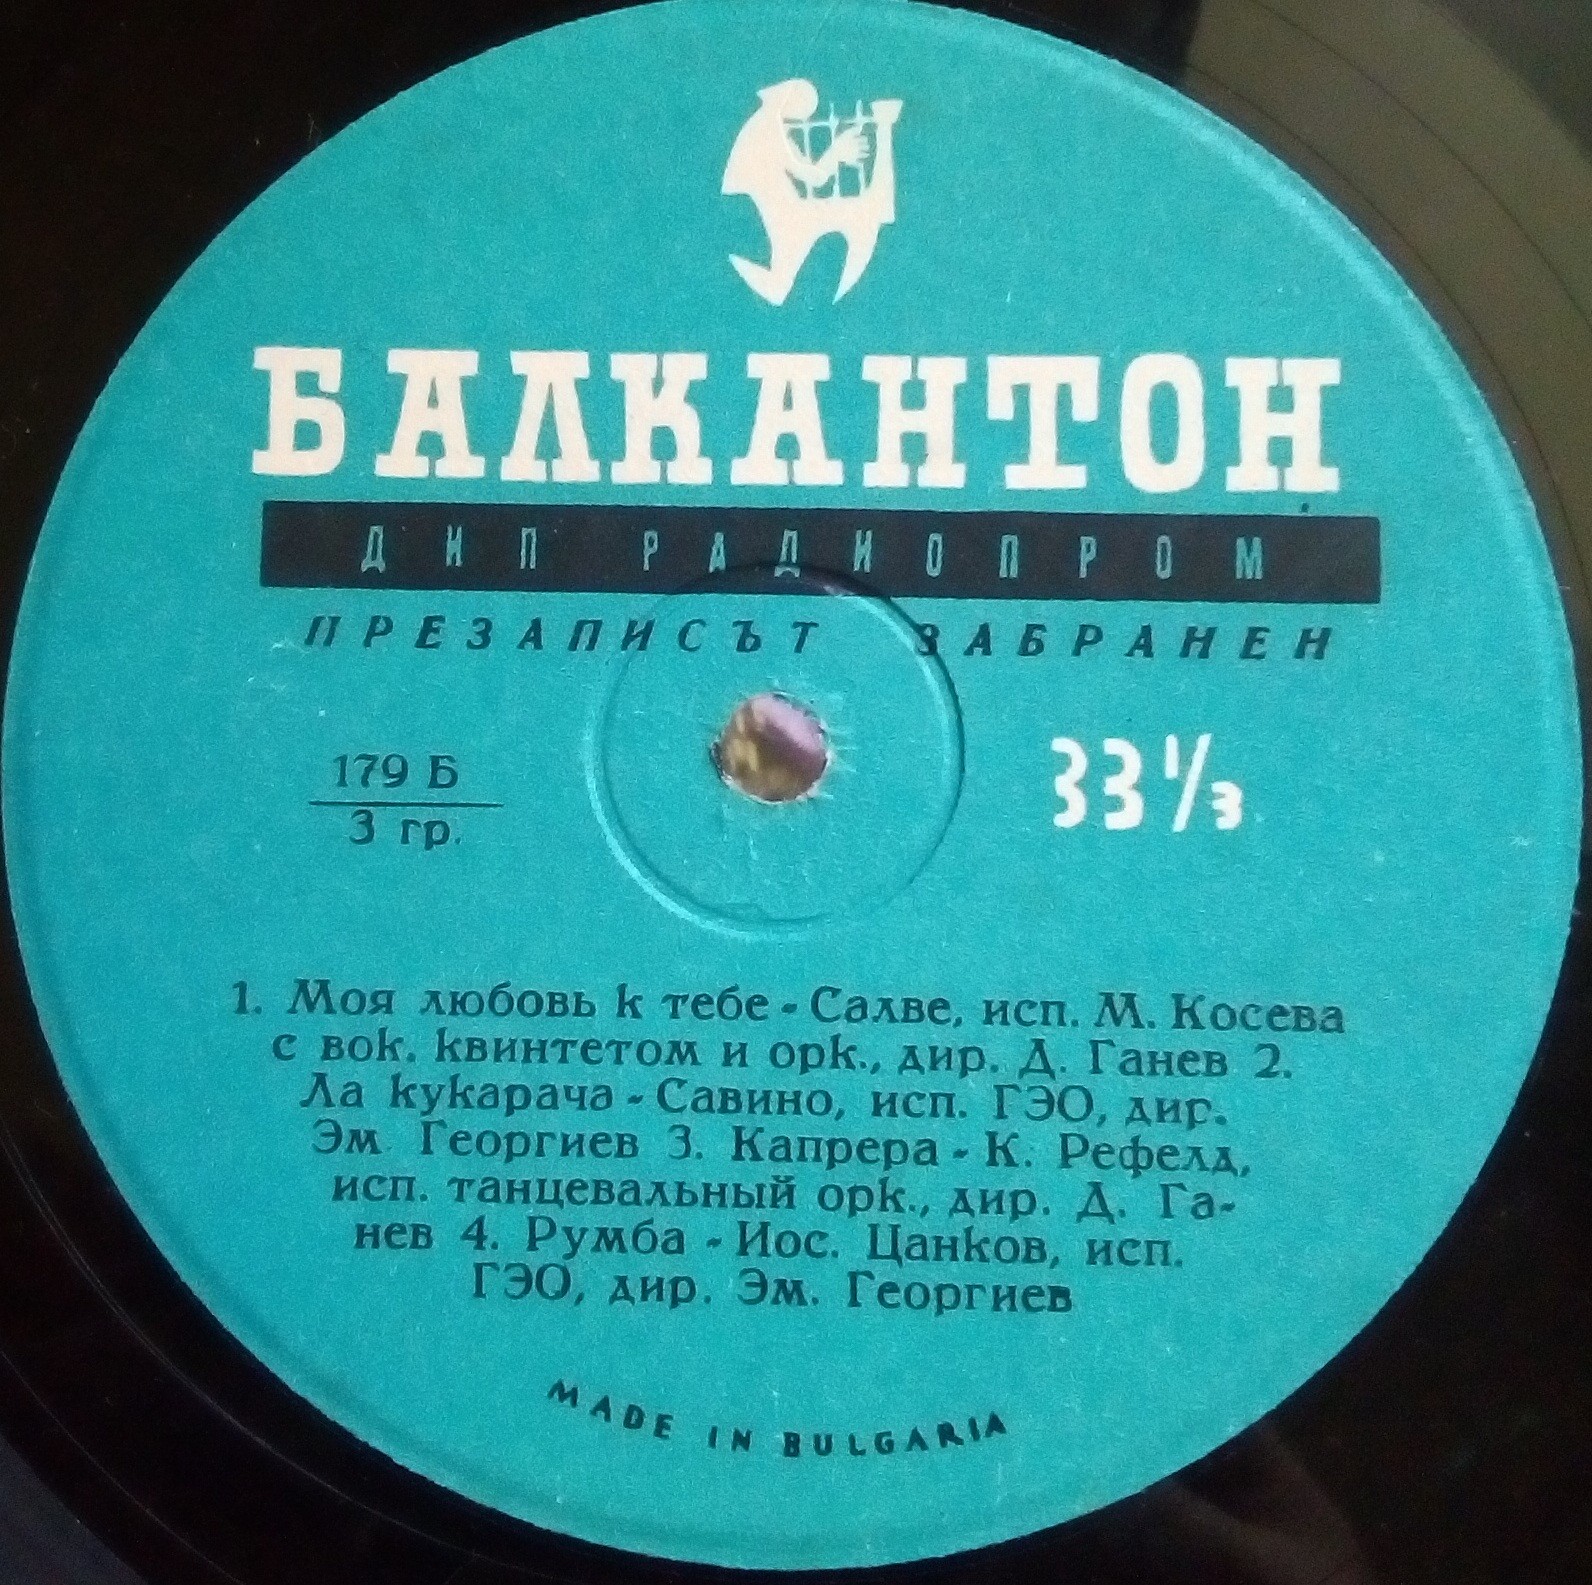 БАЛКАНТОН
ДИП РАДИОПРОМ
ПРЕЗАПИСЪТ ЗАБРАНЕН
179 Б
3 гр.
33 1/3
1. Моя любовь к тебе - Салве, исп. М. Косева
с вок. квинтетом и орк., дир. Д. Ганев 2.
Ла кукарача - Савино, исп. ГЭО, дир.
Эм. Георгиев 3. Капрера - К. Рефелд,
исп. танцевальный орк., дир. Д. Га-
нев 4. Румба - Иос. Цанков, исп.
ГЭО, дир. Эм. Георгиев
MADE IN BULGARIA